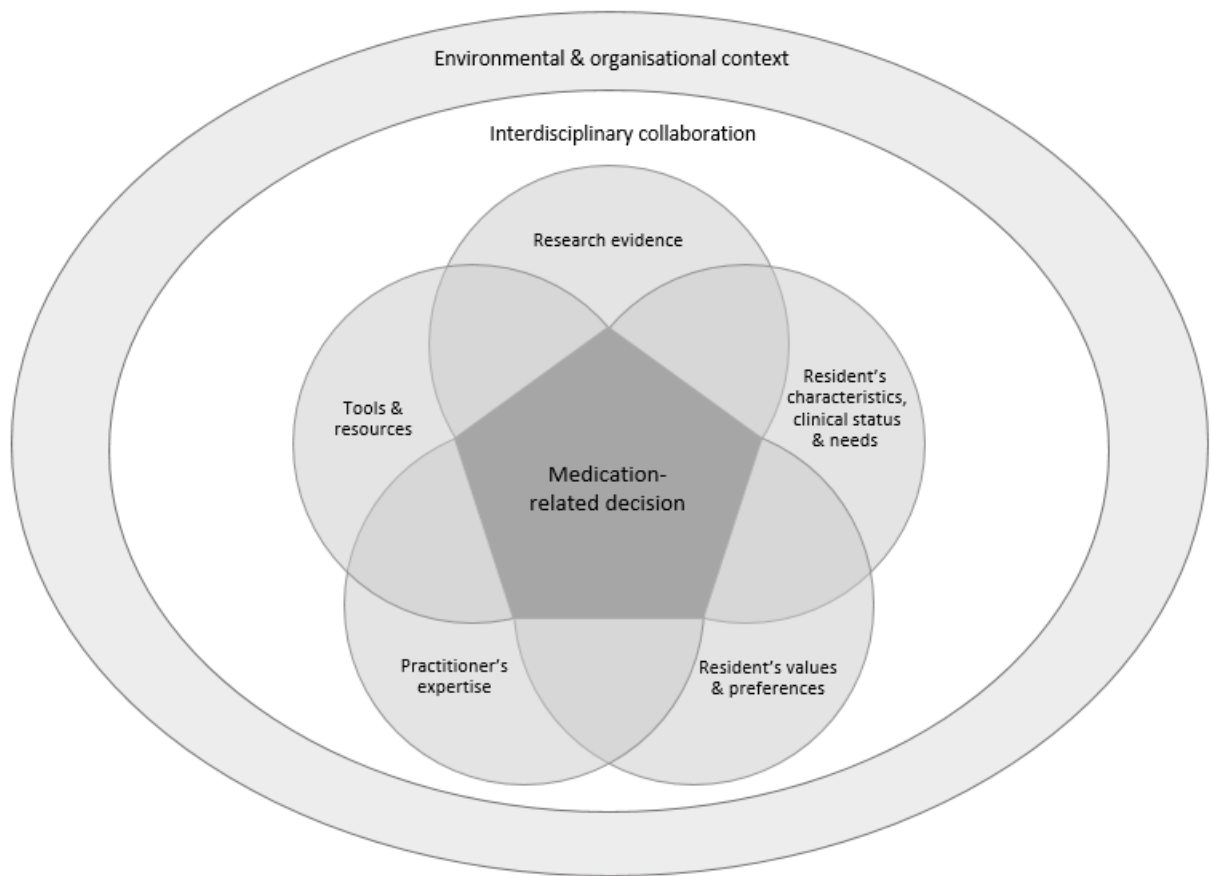 Environmental & organisational context
Interdisciplinary collaboration
Research evidence
Resident's
characteristics,
clinical status
& needs
Tools &
resources
Medication-
related decision
Practitioner's
expertise
Resident's values
& preferences